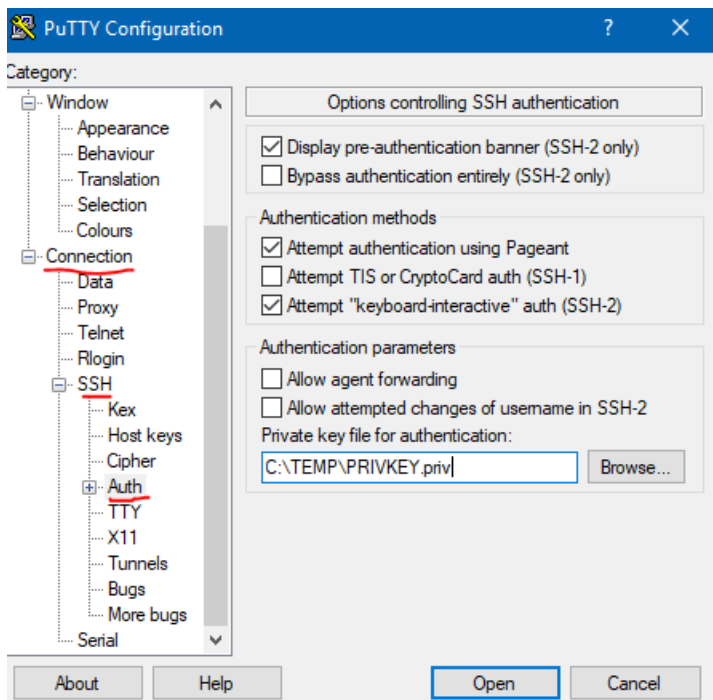 PuTTY Configuration
?
Category:
Window
Appearance
Behaviour
Translation
Selection
Colours
Connection
Data
Proxy
Telnet
Rlogin
SSH
Kex
Host keys
Cipher
Auth
TTY
X11
Tunnels
Bugs
More bugs
Serial
Options controlling SSH authentication
Display pre-authentication banner (SSH-2 only)
Bypass authentication entirely (SSH-2 only)
Authentication methods
Attempt authentication using Pageant
Attempt TIS or CryptoCard auth (SSH-1)
Attempt "keyboard-interactive" auth (SSH-2)
Authentication parameters
Allow agent forwarding
Allow attempted changes of username in SSH-2
Private key file for authentication:
C:\TEMP\PRIVKEY.priv
Browse...
About
Help
Open
Cancel